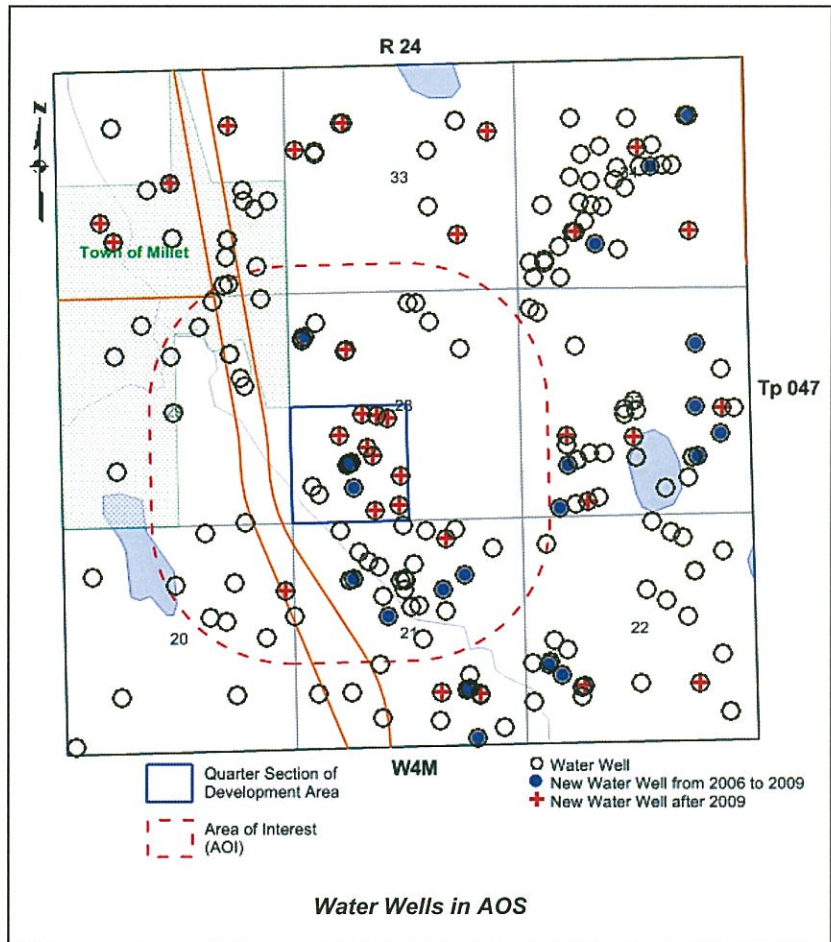 R 24
N
33
34
Town of Millet
Tp 047
28
29
21
22
20
W4M
Quarter Section of
Development Area
Area of Interest
(AOI)
Water Well
New Water Well from 2006 to 2009
New Water Well after 2009
Water Wells in AOS